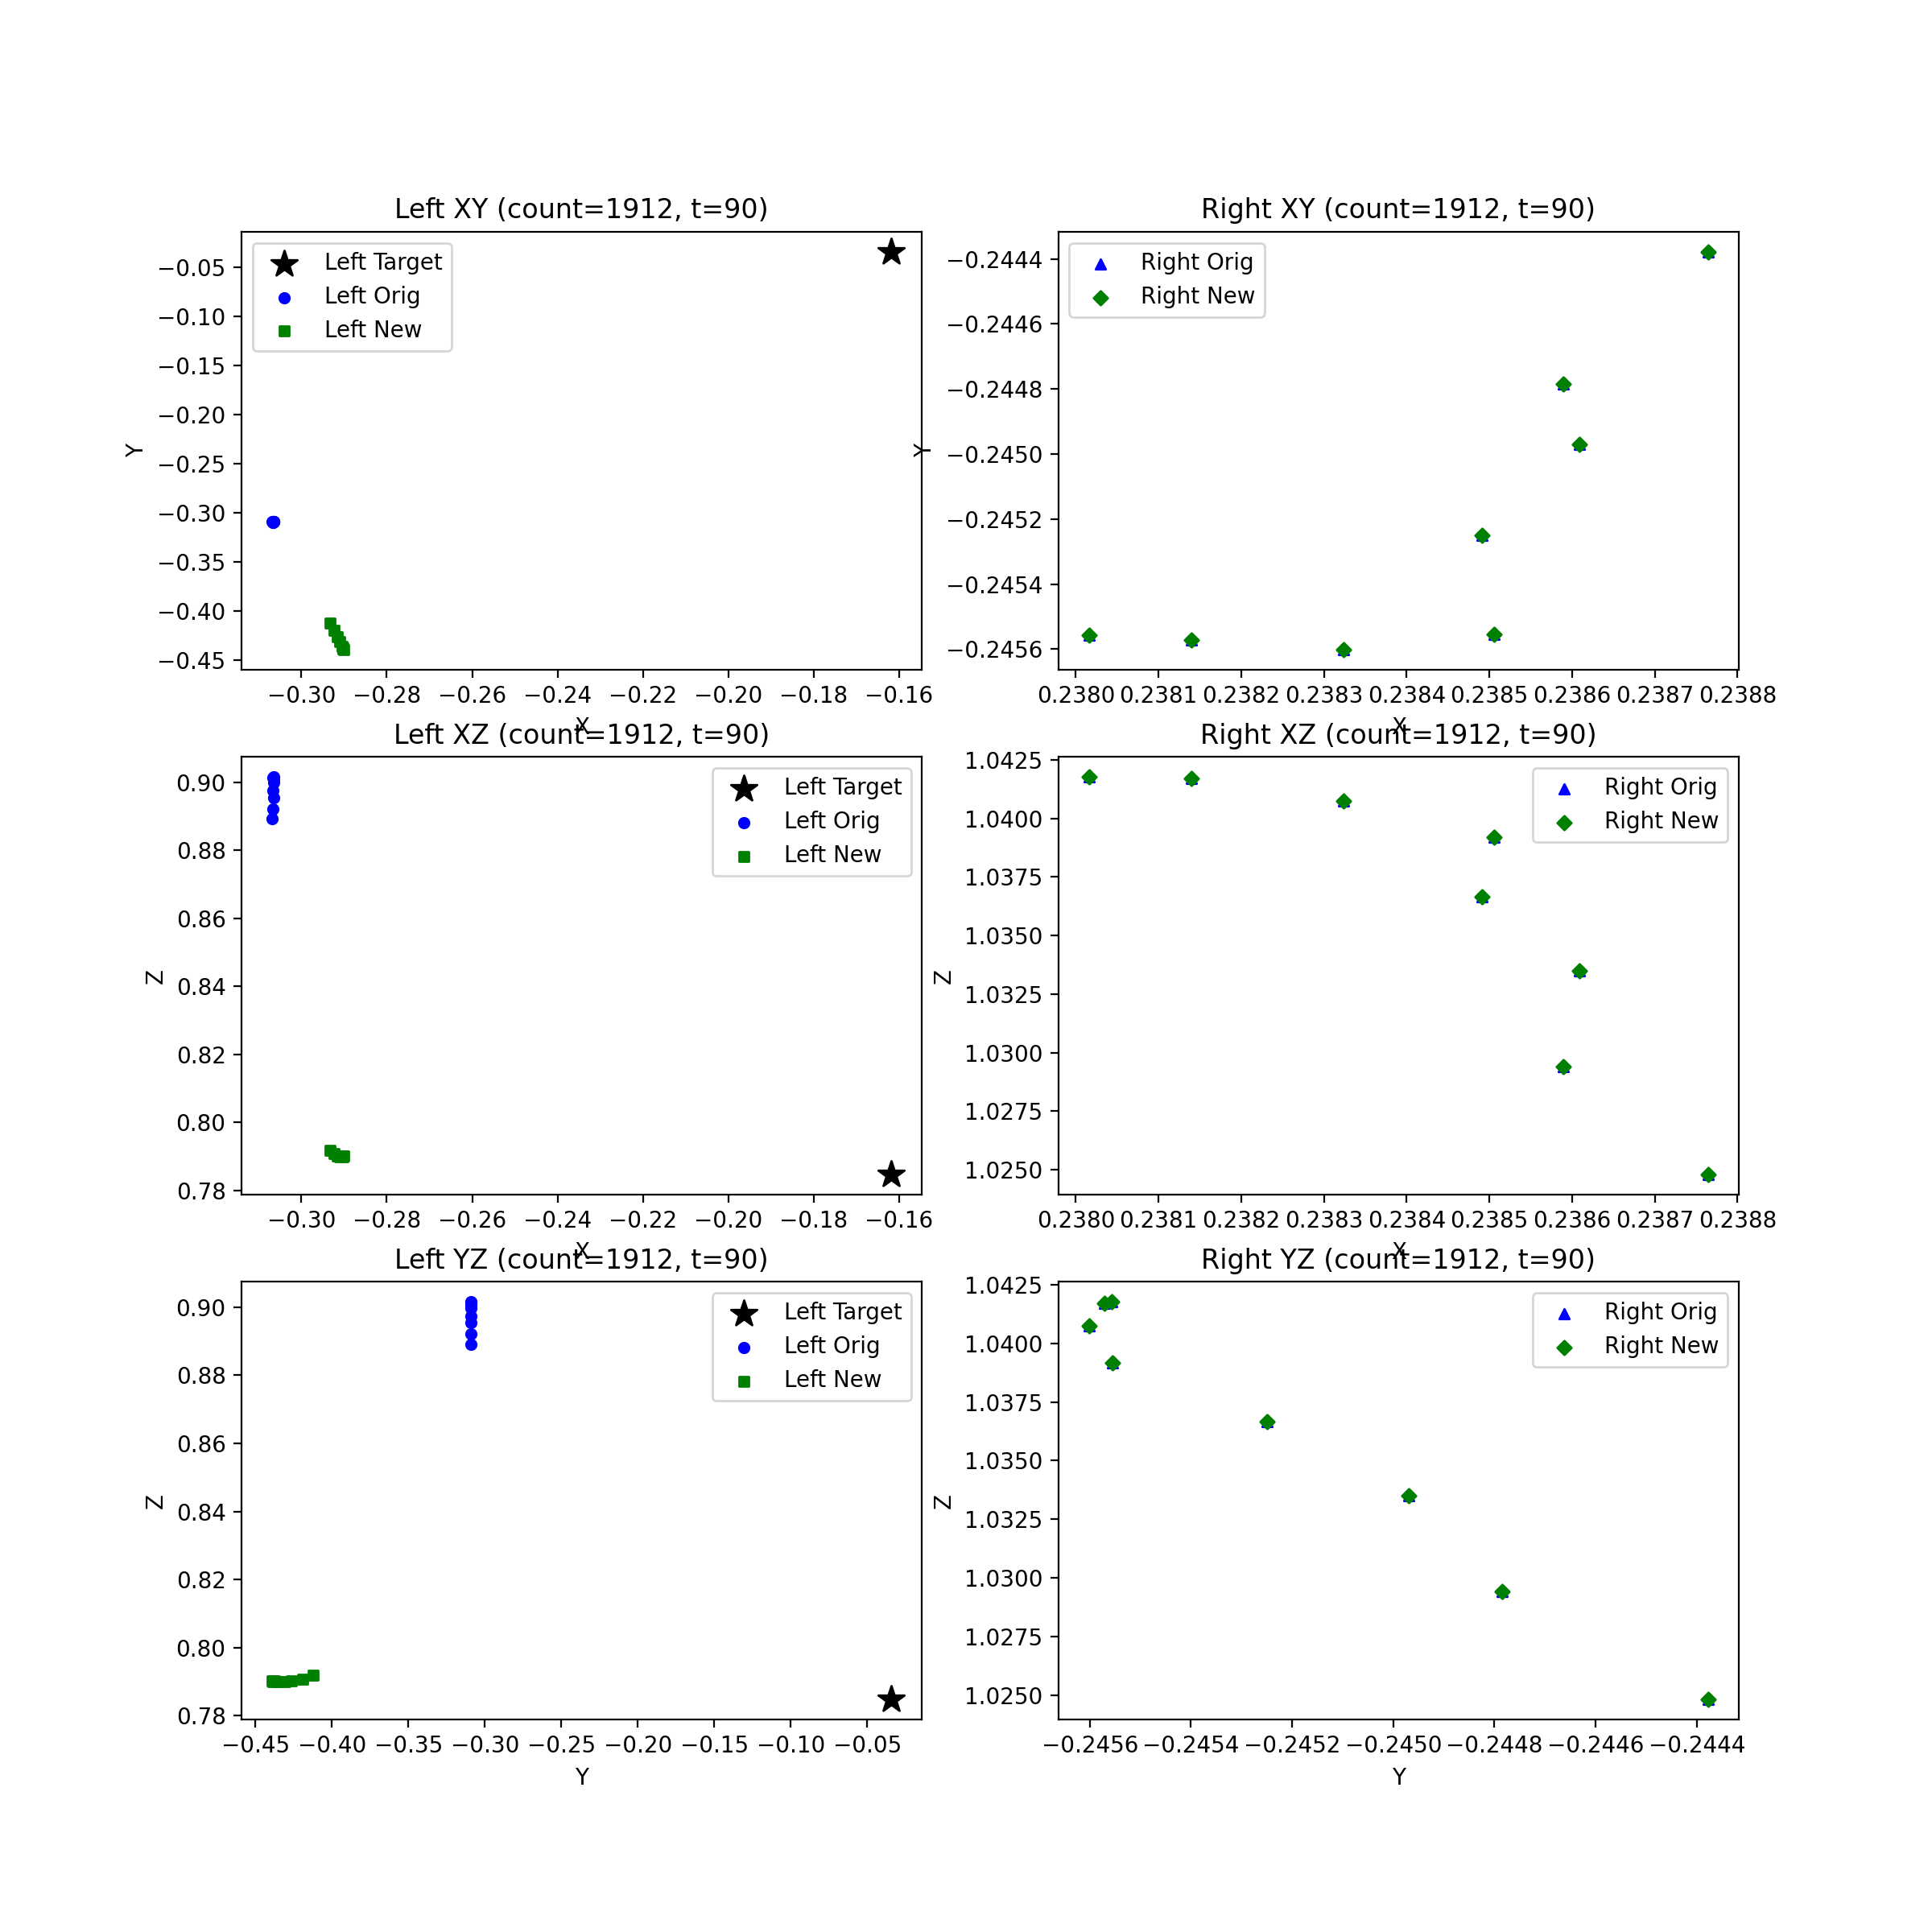 Left XY (count=1912, t=90)
Left Target
Left Orig
Left New
−0.05
−0.10
−0.15
−0.20
−0.25
−0.30
−0.35
−0.40
−0.45
Y
−0.30 −0.28 −0.26 −0.24 −0.22 −0.20 −0.18 −0.16
X
Right XY (count=1912, t=90)
Right Orig
Right New
−0.2444
−0.2446
−0.2448
−0.2450
−0.2452
−0.2454
−0.2456
Y
0.2380 0.2381 0.2382 0.2383 0.2384 0.2385 0.2386 0.2387 0.2388
X
Left XZ (count=1912, t=90)
Left Target
Left Orig
Left New
0.90
0.88
0.86
0.84
0.82
0.80
0.78
Z
−0.30 −0.28 −0.26 −0.24 −0.22 −0.20 −0.18 −0.16
X
Right XZ (count=1912, t=90)
Right Orig
Right New
1.0425
1.0400
1.0375
1.0350
1.0325
1.0300
1.0275
1.0250
Z
0.2380 0.2381 0.2382 0.2383 0.2384 0.2385 0.2386 0.2387 0.2388
X
Left YZ (count=1912, t=90)
Left Target
Left Orig
Left New
0.90
0.88
0.86
0.84
0.82
0.80
0.78
Z
−0.45 −0.40 −0.35 −0.30 −0.25 −0.20 −0.15 −0.10 −0.05
Y
Right YZ (count=1912, t=90)
Right Orig
Right New
1.0425
1.0400
1.0375
1.0350
1.0325
1.0300
1.0275
1.0250
Z
−0.2456 −0.2454 −0.2452 −0.2450 −0.2448 −0.2446 −0.2444
Y